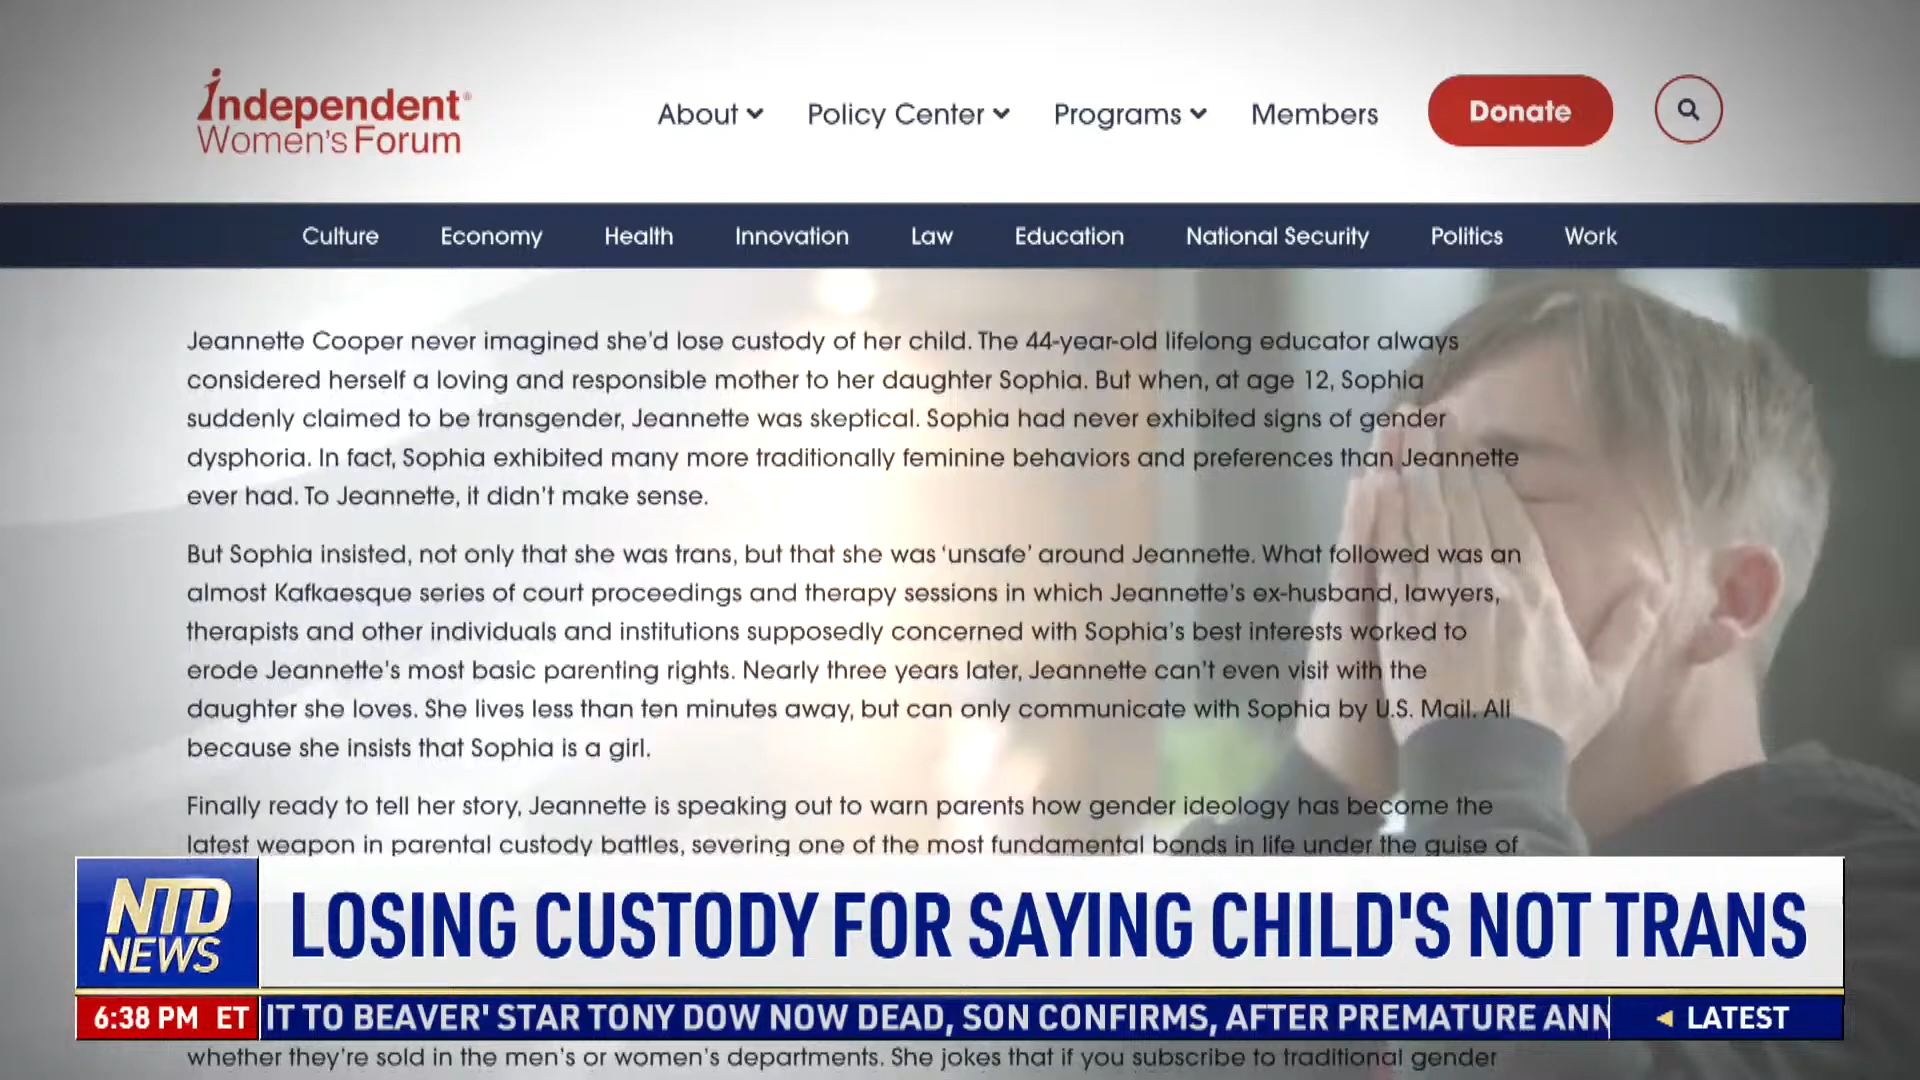 independent®
Women's Forum
About
Policy Center
Programs
Members
Donate
Culture
Economy
Health
Innovation
Law
Education
National Security
Politics
Work
Jeannette Cooper never imagined she'd lose custody of her child. The 44-year-old lifelong educator always
considered herself a loving and responsible mother to her daughter Sophia. But when, at age 12, Sophia
suddenly claimed to be transgender, Jeannette was skeptical. Sophia had never exhibited signs of gender
dysphoria. In fact, Sophia exhibited many more traditionally feminine behaviors and preferences than Jeannette
ever had. To Jeannette, it didn't make sense.
But Sophia insisted, not only that she was trans, but that she was 'unsafe' around Jeannette. What followed was an
almost Kafkaesque series of court proceedings and therapy sessions in which Jeannette's ex-husband, lawyers,
therapists and other individuals and institutions supposedly concerned with Sophia's best interests worked to
erode Jeannette's most basic parenting rights. Nearly three years later, Jeannette can't even visit with the
daughter she loves. She lives less than ten minutes away, but can only communicate with Sophia by U.S. Mail. All
because she insists that Sophia is a girl.
Finally ready to tell her story, Jeannette is speaking out to warn parents how gender ideology has become the
latest weapon in parental custody battles, severing one of the most fundamental bonds in life under the guise of
NTD
NEWS
LOSING CUSTODY FOR SAYING CHILD'S NOT TRANS
6:38 PM ET
IT TO BEAVER' STAR TONY DOW NOW DEAD, SON CONFIRMS, AFTER PREMATURE ANN
LATEST
whether they're sold in the men's or women's departments. She jokes that if you subscribe to traditional gender